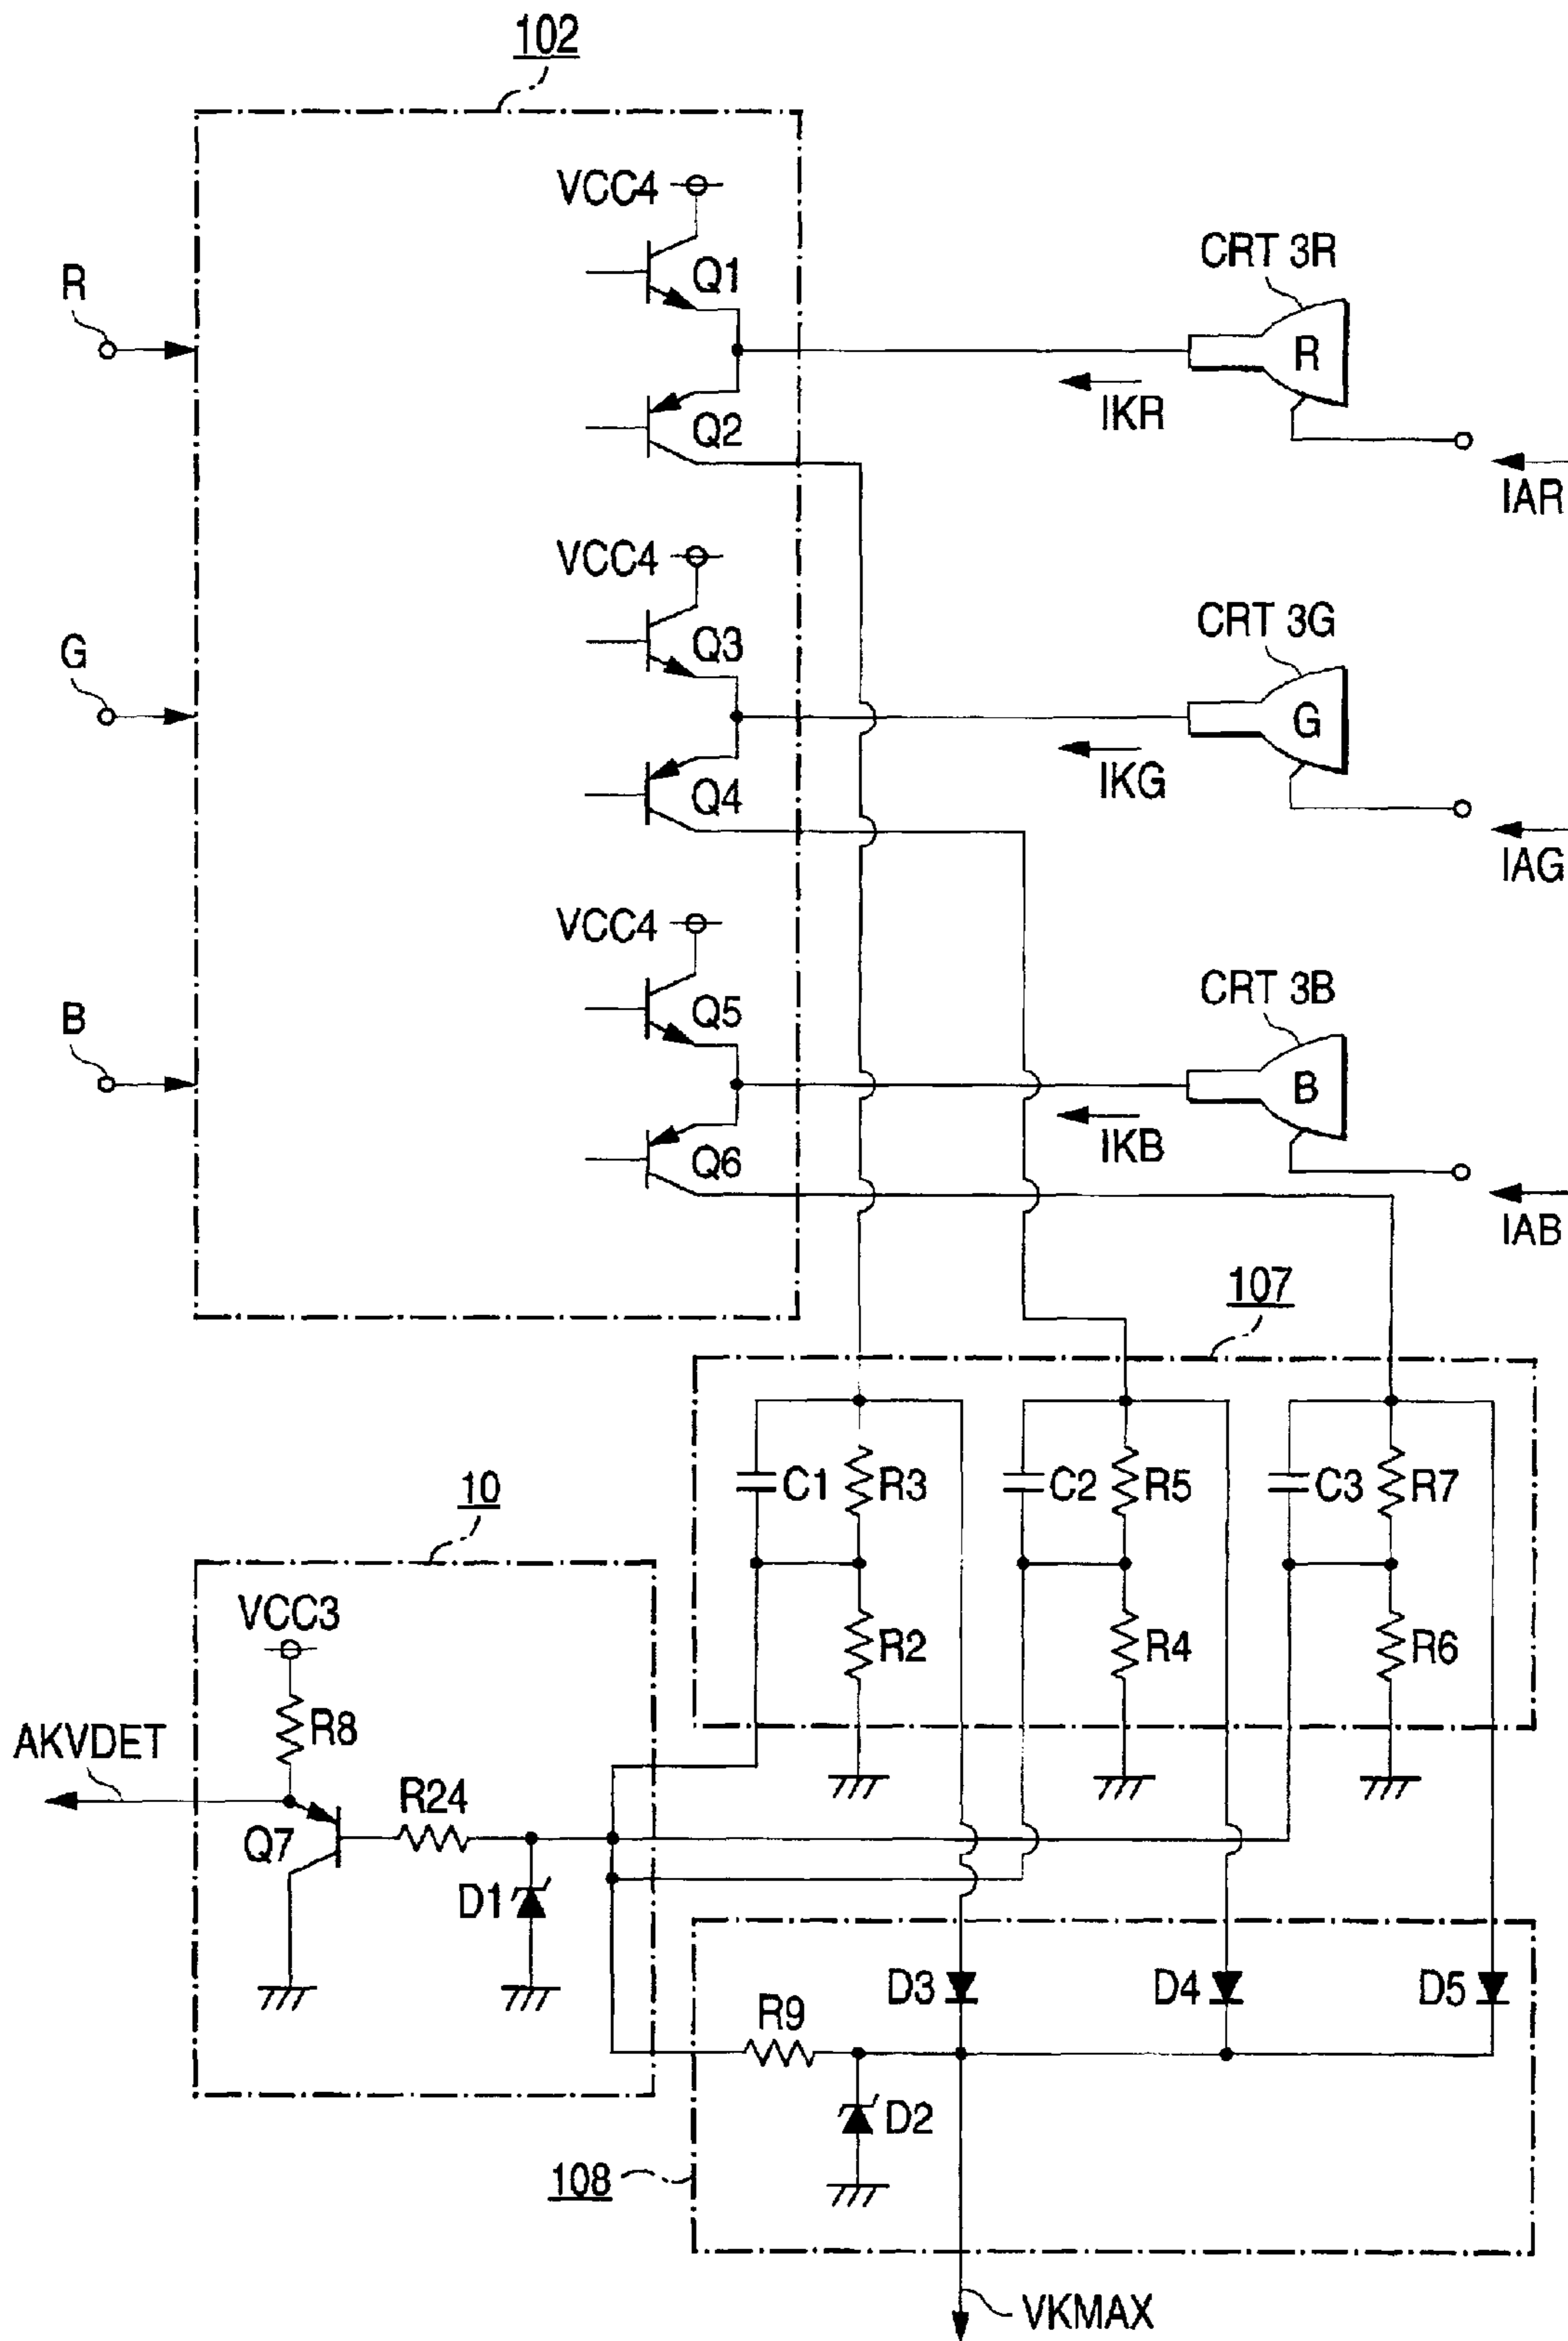 102
VCC4
Q1
CRT 3R
R
R
IKR
Q2
IAR
VCC4
Q3
CRT 3G
G
G
IKG
Q4
IAG
VCC4
Q5
CRT 3B
B
B
IKB
Q6
IAB
107
C1
R3
C2
R5
C3
R7
10
VCC3
R2
R4
R6
R8
AKVDET
R24
Q7
D1
D3
D4
D5
R9
D2
108
VKMAX